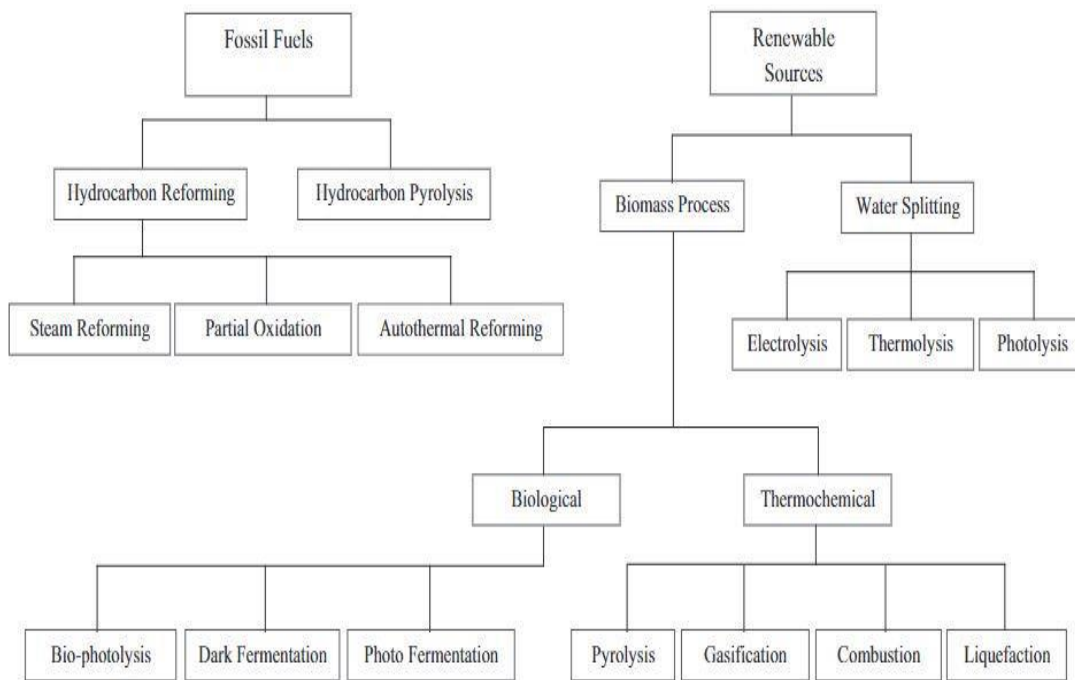 Fossil Fuels
Renewable
Sources
Hydrocarbon Reforming
Hydrocarbon Pyrolysis
Biomass Process
Water Splitting
Steam Reforming
Partial Oxidation
Autothermal Reforming
Electrolysis
Thermolysis
Photolysis
Biological
Thermochemical
Bio-photolysis
Dark Fermentation
Photo Fermentation
Pyrolysis
Gasification
Combustion
Liquefaction